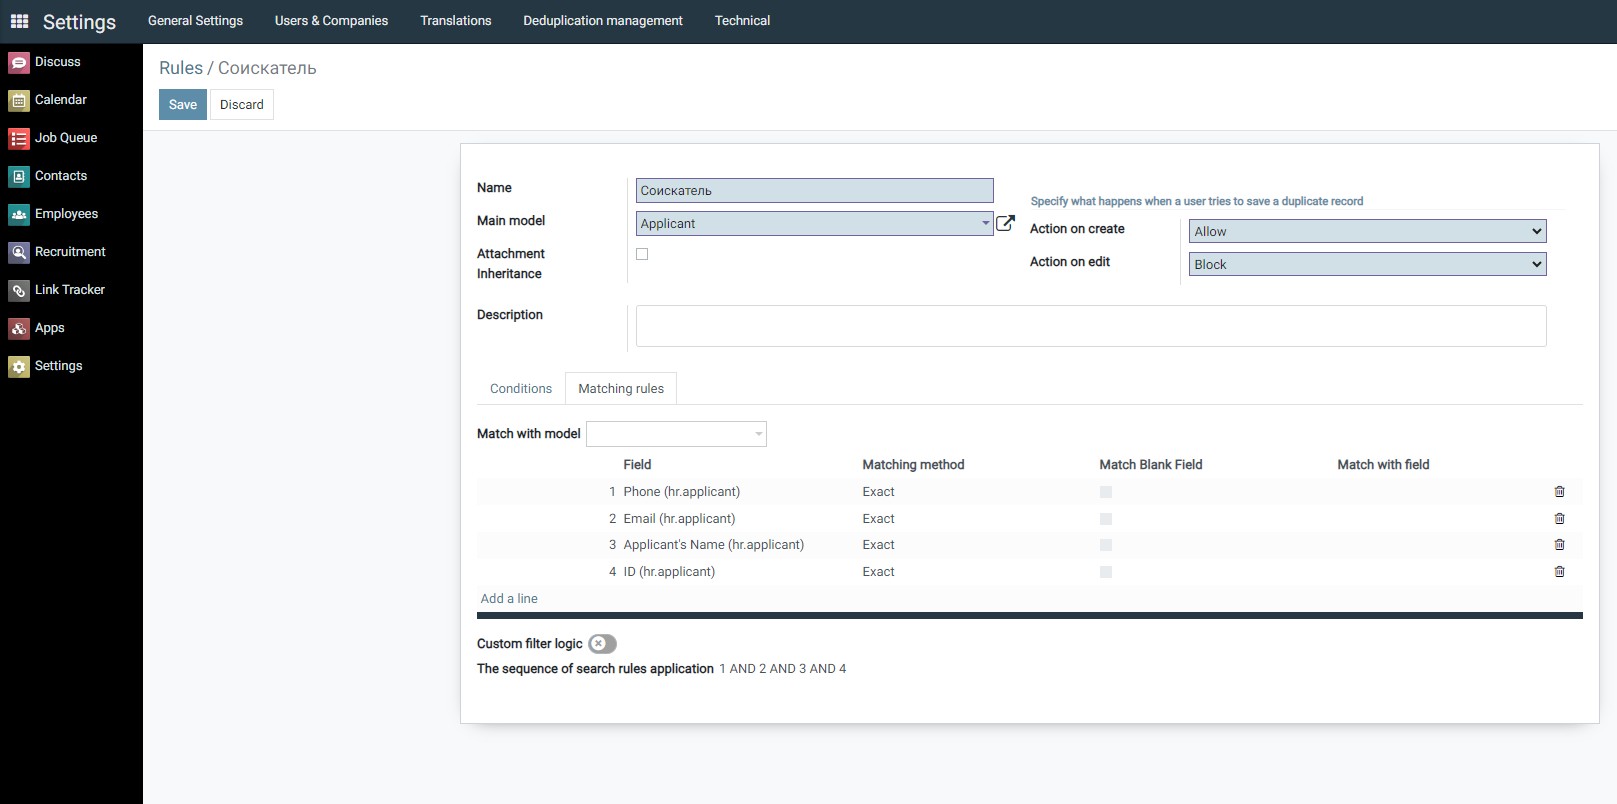 Settings General Settings Users & Companies Translations Deduplication management Technical
Discuss
Calendar
Job Queue
Contacts
Employees
Recruitment
Link Tracker
Apps
Settings
Rules / Соискатель
Save Discard
Name Соискатель
Main model Applicant
Attachment
Inheritance
Specify what happens when a user tries to save a duplicate record
Action on create Allow
Action on edit Block
Description
Conditions Matching rules
Match with model
Field Matching method Match Blank Field Match with field
1 Phone (hr.applicant) Exact
2 Email (hr.applicant) Exact
3 Applicant's Name (hr.applicant) Exact
4 ID (hr.applicant) Exact
Add a line
Custom filter logic
The sequence of search rules application 1 AND 2 AND 3 AND 4